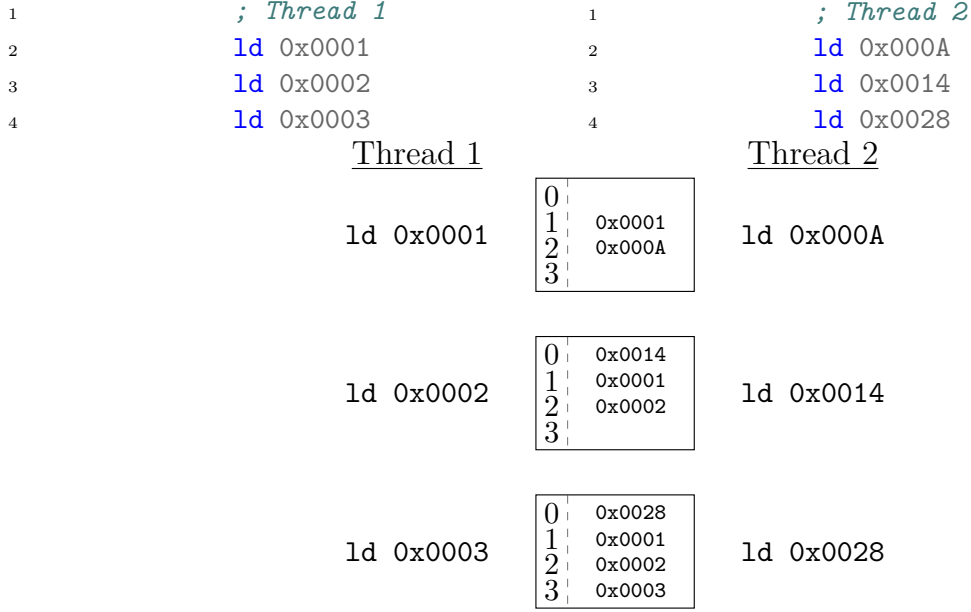 1 ; Thread 1
2 ld 0x0001
3 ld 0x0002
4 ld 0x0003
1 ; Thread 2
2 ld 0x000A
3 ld 0x0014
4 ld 0x0028
Thread 1 Thread 2
ld 0x0001
0
1 0x0001
2 0x000A
3
ld 0x000A
ld 0x0002
0 0x0014
1 0x0001
2 0x0002
3
ld 0x0014
ld 0x0003
0 0x0028
1 0x0001
2 0x0002
3 0x0003
ld 0x0028